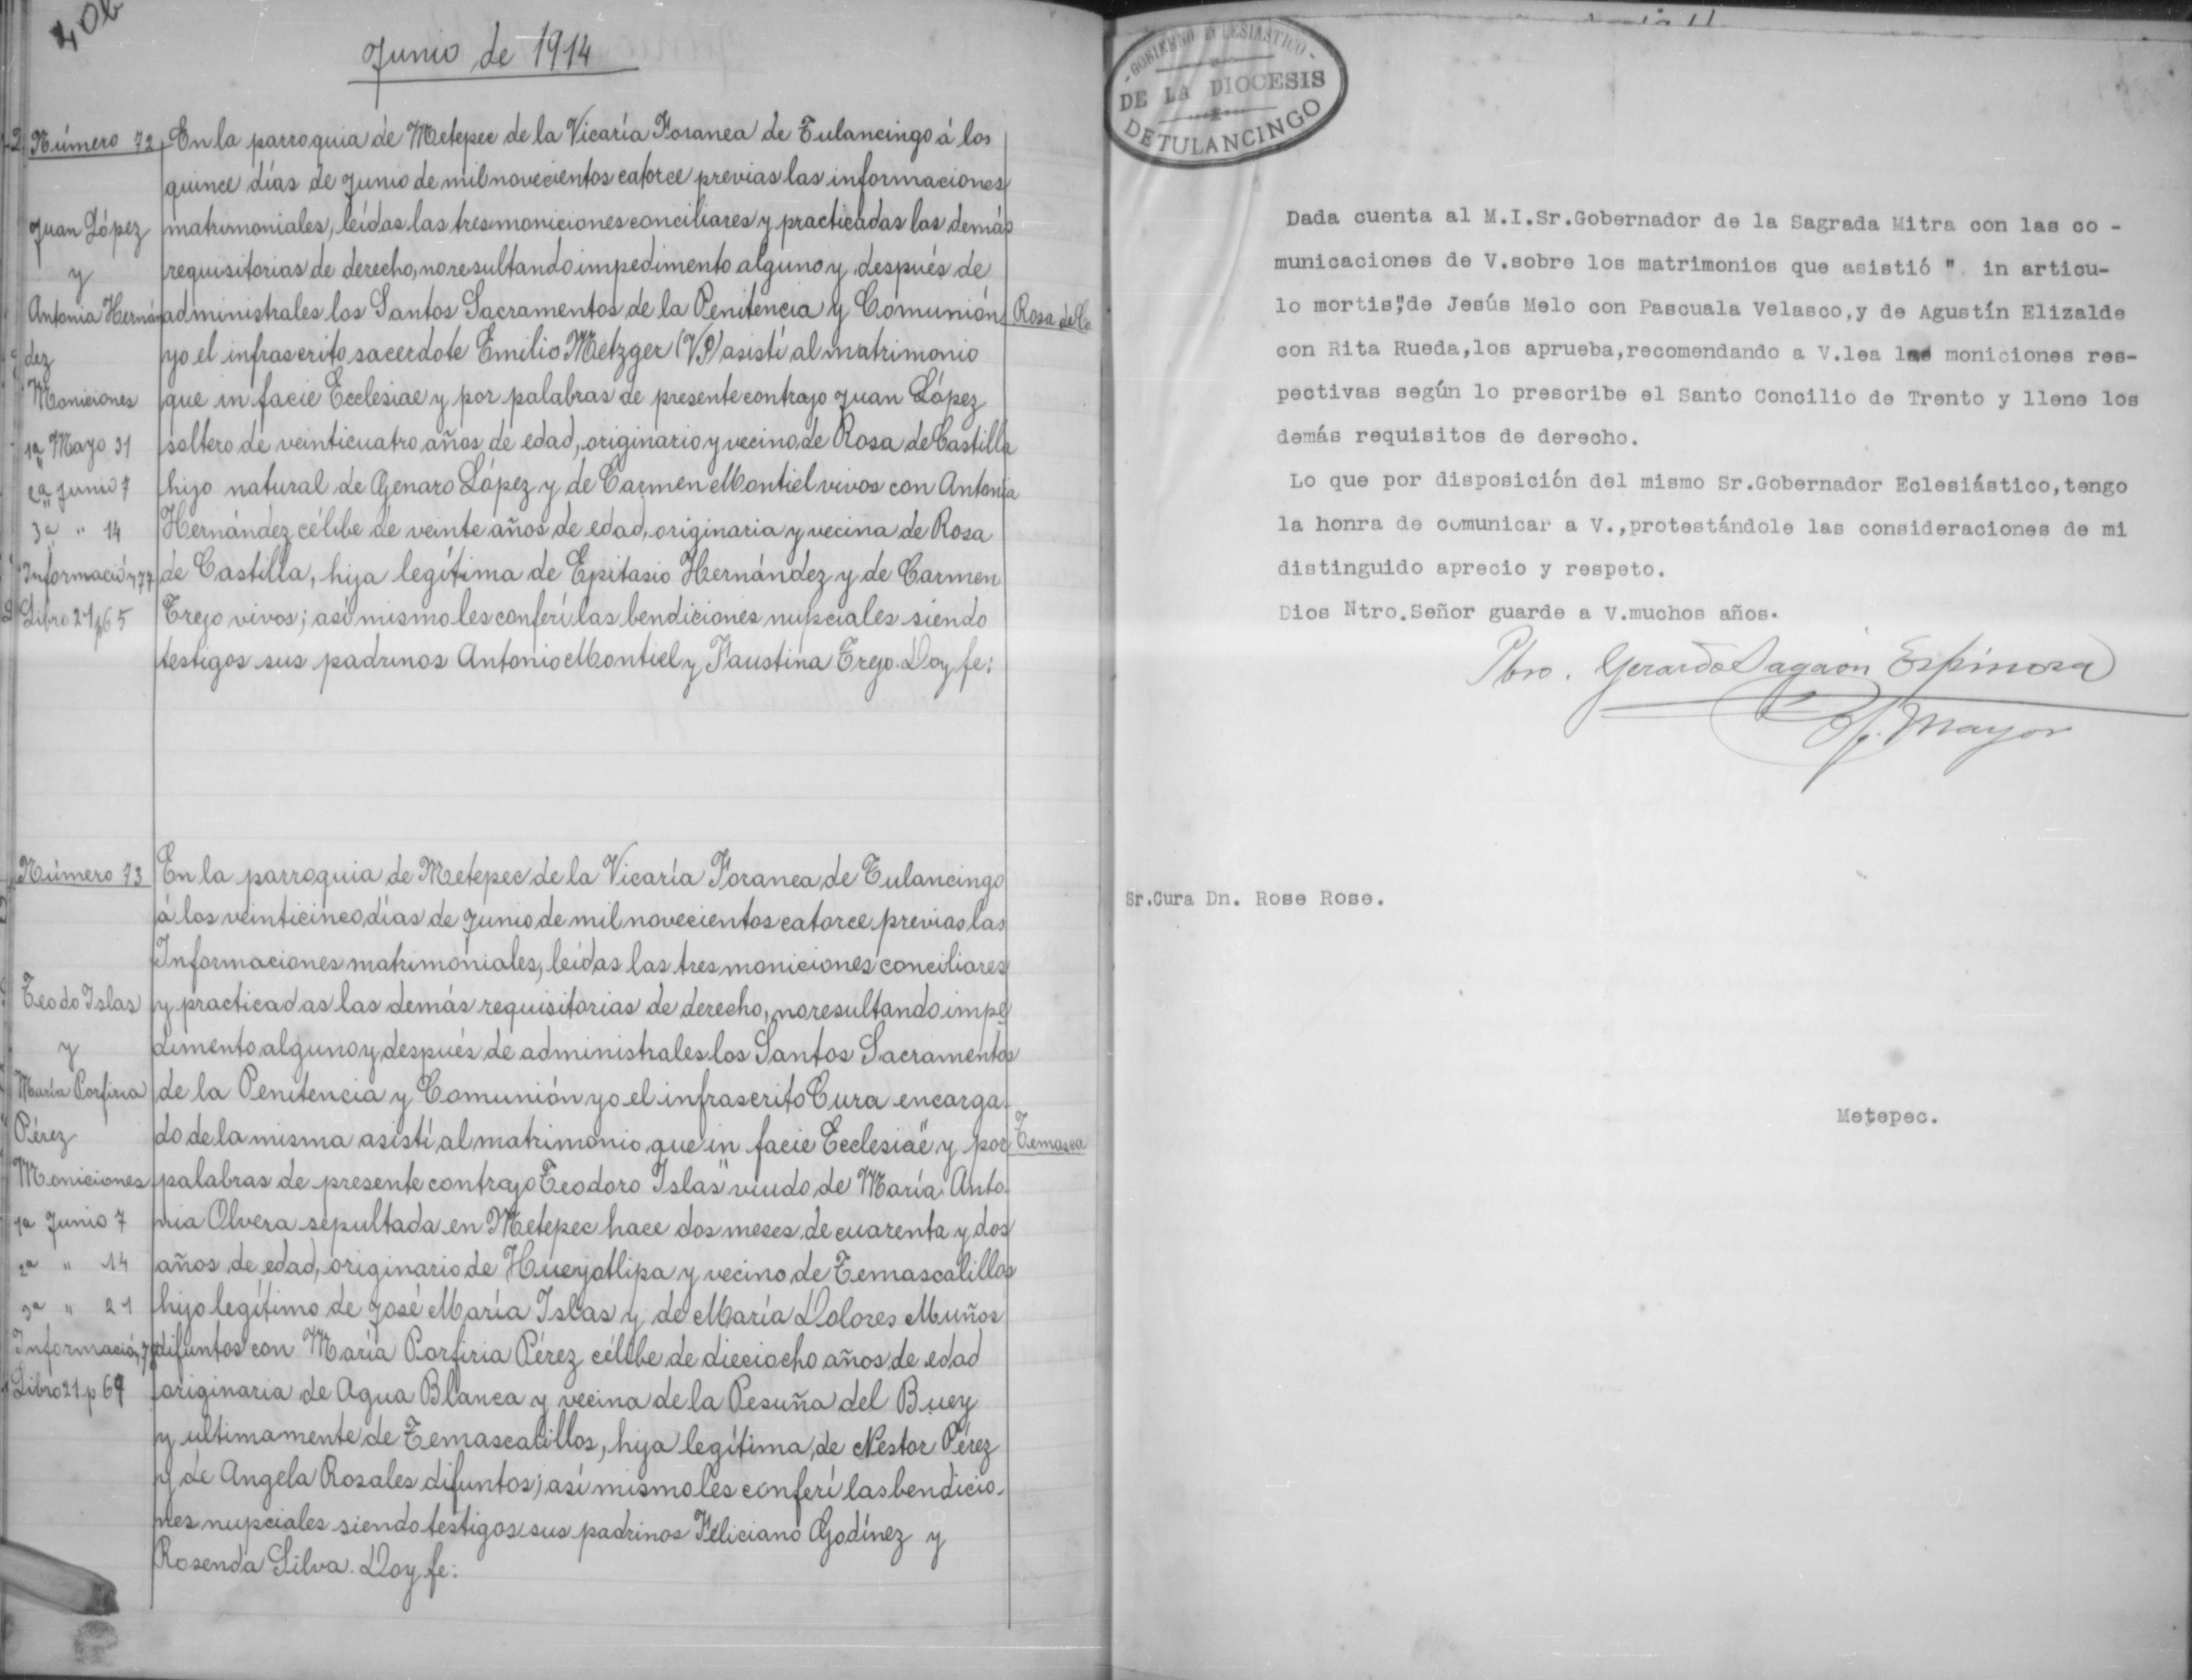 406
Junio de 1914
Número 72
Juan López
y
Antonia Hernán
dez
Moniciones
1ª Mayo 31
2ª Junio 7
3ª " 14
Información 77
Libro 21 p 65
En la parroquia de Metepec de la Vicaría Foranea de Tulancingo á los
quince días de Junio de mil novecientos catorce previas las informaciones
matrimoniales, leídas las tres moniciones conciliares y practicadas las demás
requisitorias de derecho, no resultando impedimento alguno y después de
administrales los Santos Sacramentos de la Penitencia y Comunión
yo el infrascrito sacerdote Emilio Metzger (V.P) asistí al matrimonio
que in facie Ecclesiae y por palabras de presente contrajo Juan López
soltero de veinticuatro años de edad, originario y vecino de Rosa de Castilla
hijo natural de Genaro López y de Carmen Montiel vivos con Antonia
Hernández célibe de veinte años de edad, originaria y vecina de Rosa
de Castilla, hija legítima de Epitasio Hernández y de Carmen
Trejo vivos; así mismo les conferí las bendiciones nupciales siendo
testigos sus padrinos Antonio Montiel y Faustina Trejo. Doy fe:
Rosa de Ca
Número 73
Teodo Islas
y
María Porfiria
Pérez
Moniciones
1ª Junio 7
2ª " 14
3ª " 21
Información
Libro 21 p 69
En la parroquia de Metepec de la Vicaría Foranea de Tulancingo
á los veinticinco días de Junio de mil novecientos catorce previas las
Informaciones matrimoniales, leídas las tres moniciones conciliares
y practicadas las demás requisitorias de derecho, no resultando impe
dimento alguno y después de administrales los Santos Sacramentos
de la Penitencia y Comunión yo el infrascrito Cura encarga
do de la misma asistí al matrimonio que "in facie Ecclesiae" y por
palabras de presente contrajo Teodoro Islas viudo de María Anto
nia Olvera sepultada en Metepec hace dos meses de cuarenta y dos
años de edad, originario de Hueyotlipa y vecino de Temascalillos
hijo legítimo de José María Islas y de María Dolores Muños
difuntos con María Porfiria Pérez célibe de dieciocho años de edad
originaria de Agua Blanca y vecina de la Pesuña del Buey
y ultimamente de Temascalillos, hija legítima de Nestor Pérez
y de Angela Rosales difuntos; así mismo les conferí las bendicio-
nes nupciales siendo testigos sus padrinos Feliciano Godínez y
Rosenda Silva. Doy fe:
Temasca
GOBIERNO ECLESIASTICO
DE LA DIOCESIS
DE TULANCINGO
Dada cuenta al M.I.Sr.Gobernador de la Sagrada Mitra con las co -
municaciones de V.sobre los matrimonios que asistió " in articu-
lo mortis",de Jesús Melo con Pascuala Velasco,y de Agustín Elizalde
con Rita Rueda,los aprueba,recomendando a V.lea las moniciones res-
pectivas según lo prescribe el Santo Concilio de Trento y llene los
demás requisitos de derecho.
Lo que por disposición del mismo Sr.Gobernador Eclesiástico,tengo
la honra de comunicar a V.,protestándole las consideraciones de mi
distinguido aprecio y respeto.
Dios Ntro.Señor guarde a V.muchos años.
Pbro. Gerardo Sagaón Espinosa
Of. Mayor
Sr.Cura Dn. Rose Rose.
Metepec.